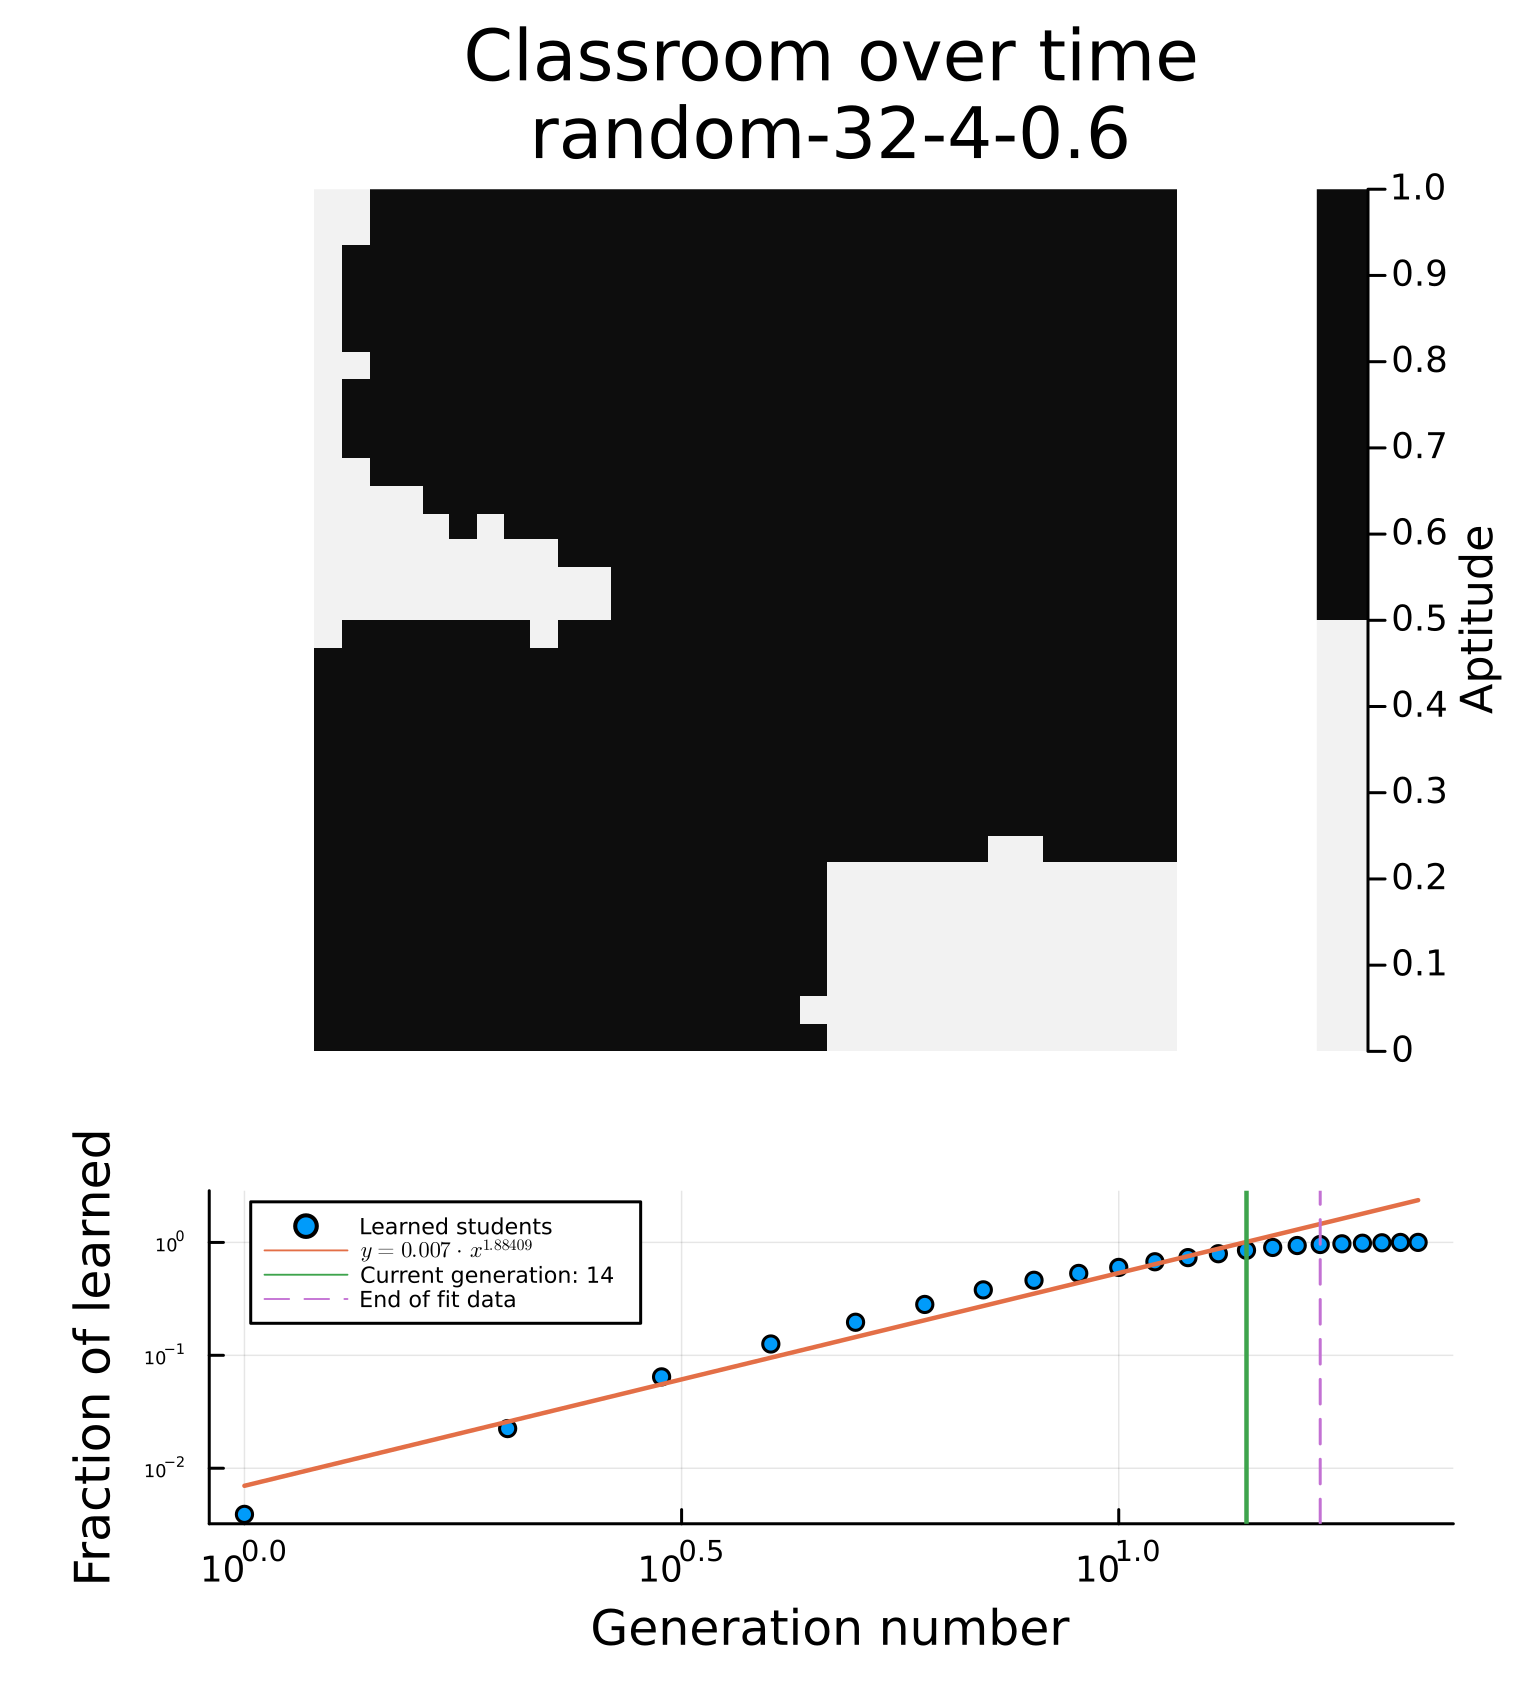 Classroom over time
random-32-4-0.6
1.0
0.9
0.8
0.7
0.6
0.5
0.4
0.3
0.2
0.1
0
Aptitude
Fraction of learned
10⁰
10⁻¹
10⁻²
Learned students
y = 0.007 · x^1.88409
Current generation: 14
End of fit data
10^0.0
10^0.5
10^1.0
Generation number